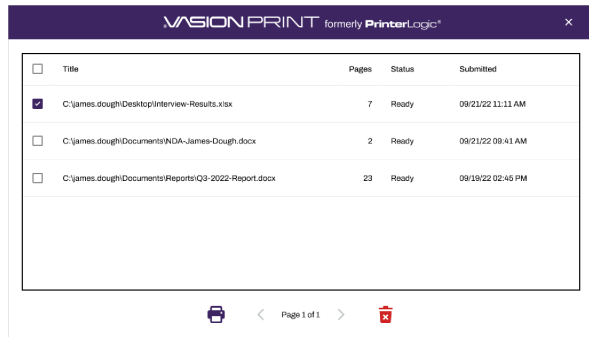 VASION PRINT formerly PrinterLogic®
Title Pages Status Submitted
C:\james.dough\Desktop\Interview-Results.xlsx 7 Ready 09/21/22 11:11 AM
C:\james.dough\Documents\NDA-James-Dough.docx 2 Ready 09/21/22 09:41 AM
C:\james.dough\Documents\Reports\Q3-2022-Report.docx 23 Ready 09/19/22 02:45 PM
Page 1 of 1